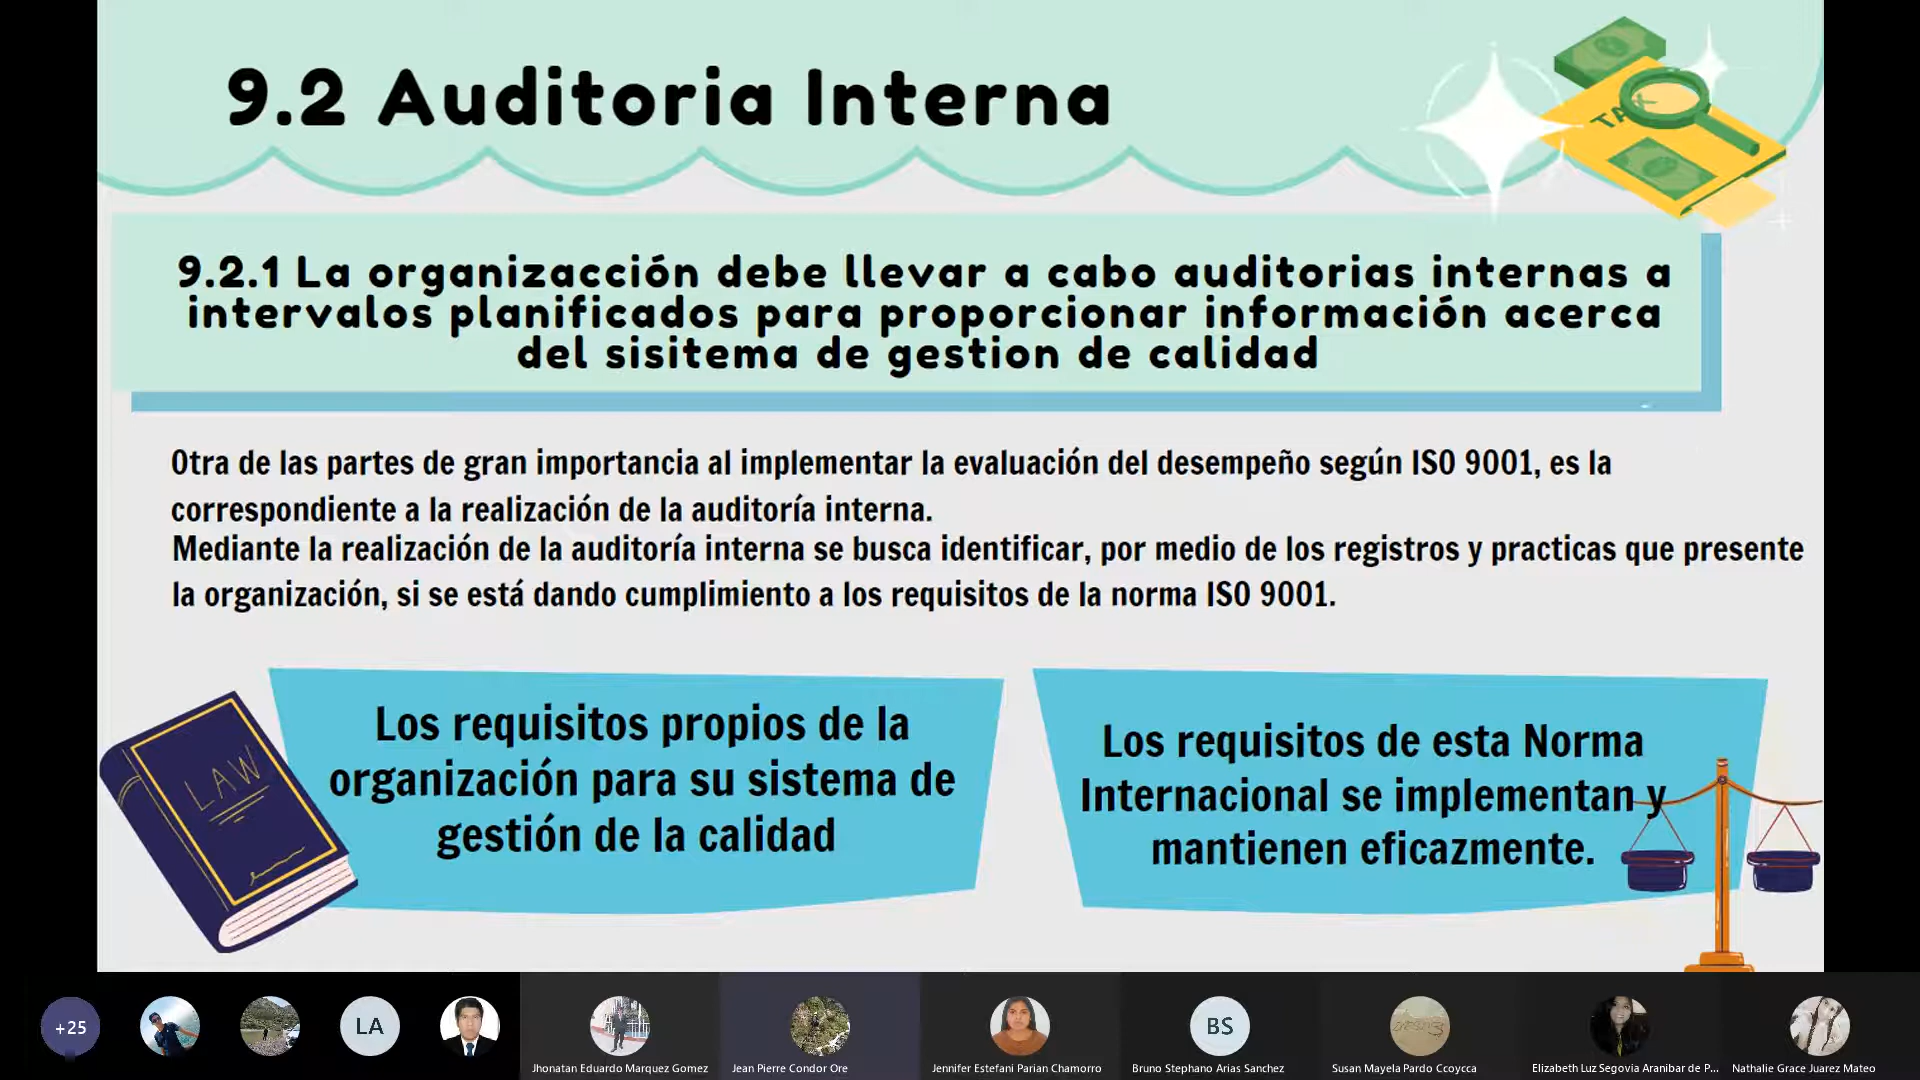 9.2 Auditoria Interna
TAX
9.2.1 La organizacción debe llevar a cabo auditorias internas a
intervalos planificados para proporcionar información acerca
del sisitema de gestion de calidad
Otra de las partes de gran importancia al implementar la evaluación del desempeño según ISO 9001, es la
correspondiente a la realización de la auditoría interna.
Mediante la realización de la auditoría interna se busca identificar, por medio de los registros y practicas que presente
la organización, si se está dando cumplimiento a los requisitos de la norma ISO 9001.
LAW
Los requisitos propios de la
organización para su sistema de
gestión de la calidad
Los requisitos de esta Norma
Internacional se implementan y
mantienen eficazmente.
+25
LA
BS
Jhonatan Eduardo Marquez Gomez
Jean Pierre Condor Ore
Jennifer Estefani Parian Chamorro
Bruno Stephano Arias Sanchez
Susan Mayela Pardo Ccoycca
Elizabeth Luz Segovia Aranibar de P...
Nathalie Grace Juarez Mateo